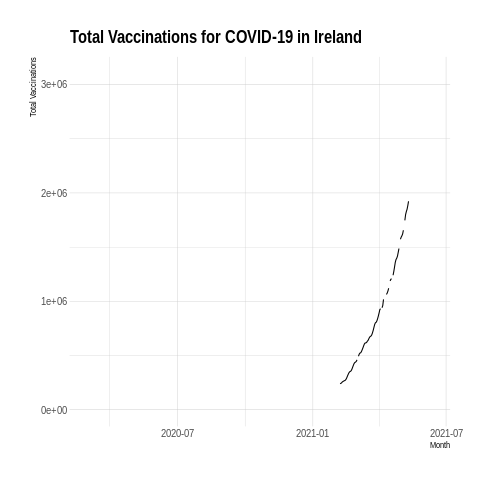 Total Vaccinations for COVID-19 in Ireland
Total Vaccinations
3e+06
2e+06
1e+06
0e+00
2020-07
2021-01
2021-07
Month